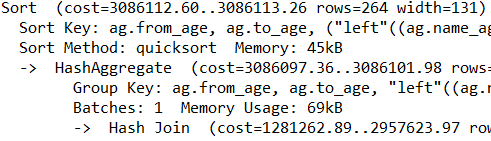 Sort  (cost=3086112.60..3086113.26 rows=264 width=131)
  Sort Key: ag.from_age, ag.to_age, ("left"((ag.name_ag
  Sort Method: quicksort  Memory: 45kB
  ->  HashAggregate  (cost=3086097.36..3086101.98 rows=
        Group Key: ag.from_age, ag.to_age, "left"((ag.n
        Batches: 1  Memory Usage: 69kB
        ->  Hash Join  (cost=1281262.89..2957623.97 row